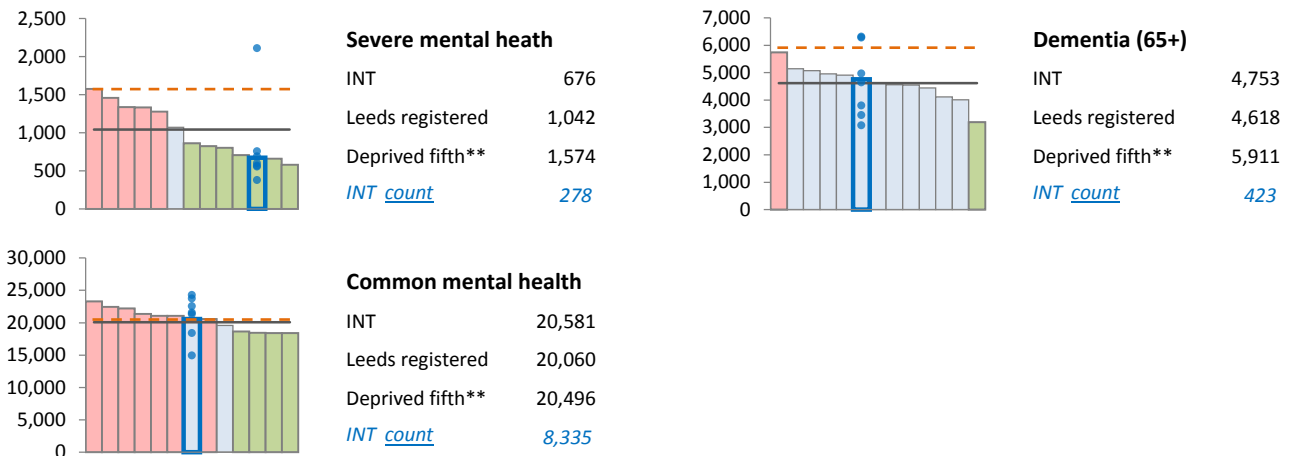 2,500
2,000
1,500
1,000
500
0
Severe mental heath
INT 676
Leeds registered 1,042
Deprived fifth** 1,574
INT count 278
7,000
6,000
5,000
4,000
3,000
2,000
1,000
0
Dementia (65+)
INT 4,753
Leeds registered 4,618
Deprived fifth** 5,911
INT count 423
30,000
25,000
20,000
15,000
10,000
5,000
0
Common mental health
INT 20,581
Leeds registered 20,060
Deprived fifth** 20,496
INT count 8,335